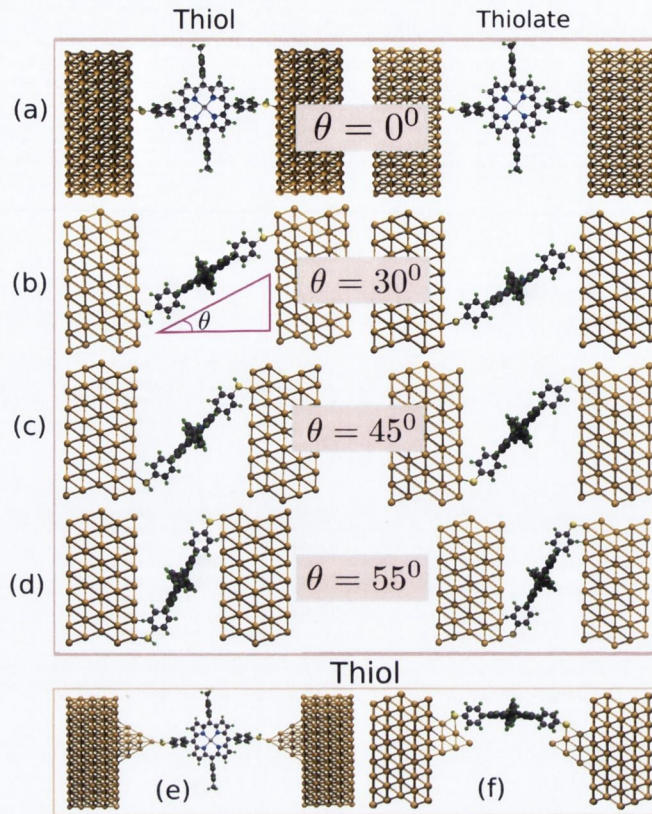 Thiol Thiolate
(a)
θ = 0⁰
(b)
θ = 30⁰
θ
(c)
θ = 45⁰
(d)
θ = 55⁰
Thiol
(e) (f)